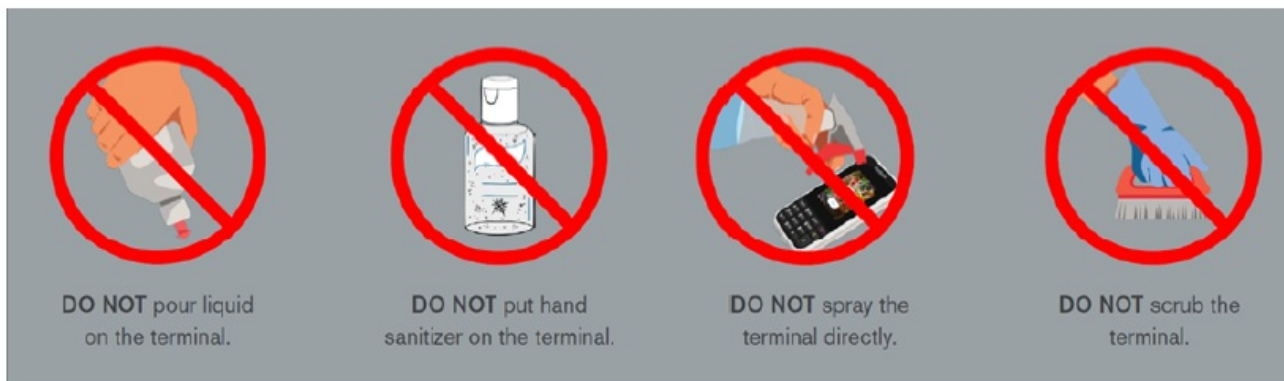 DO NOT pour liquid
on the terminal.
DO NOT put hand
sanitizer on the terminal.
DO NOT spray the
terminal directly.
DO NOT scrub the
terminal.